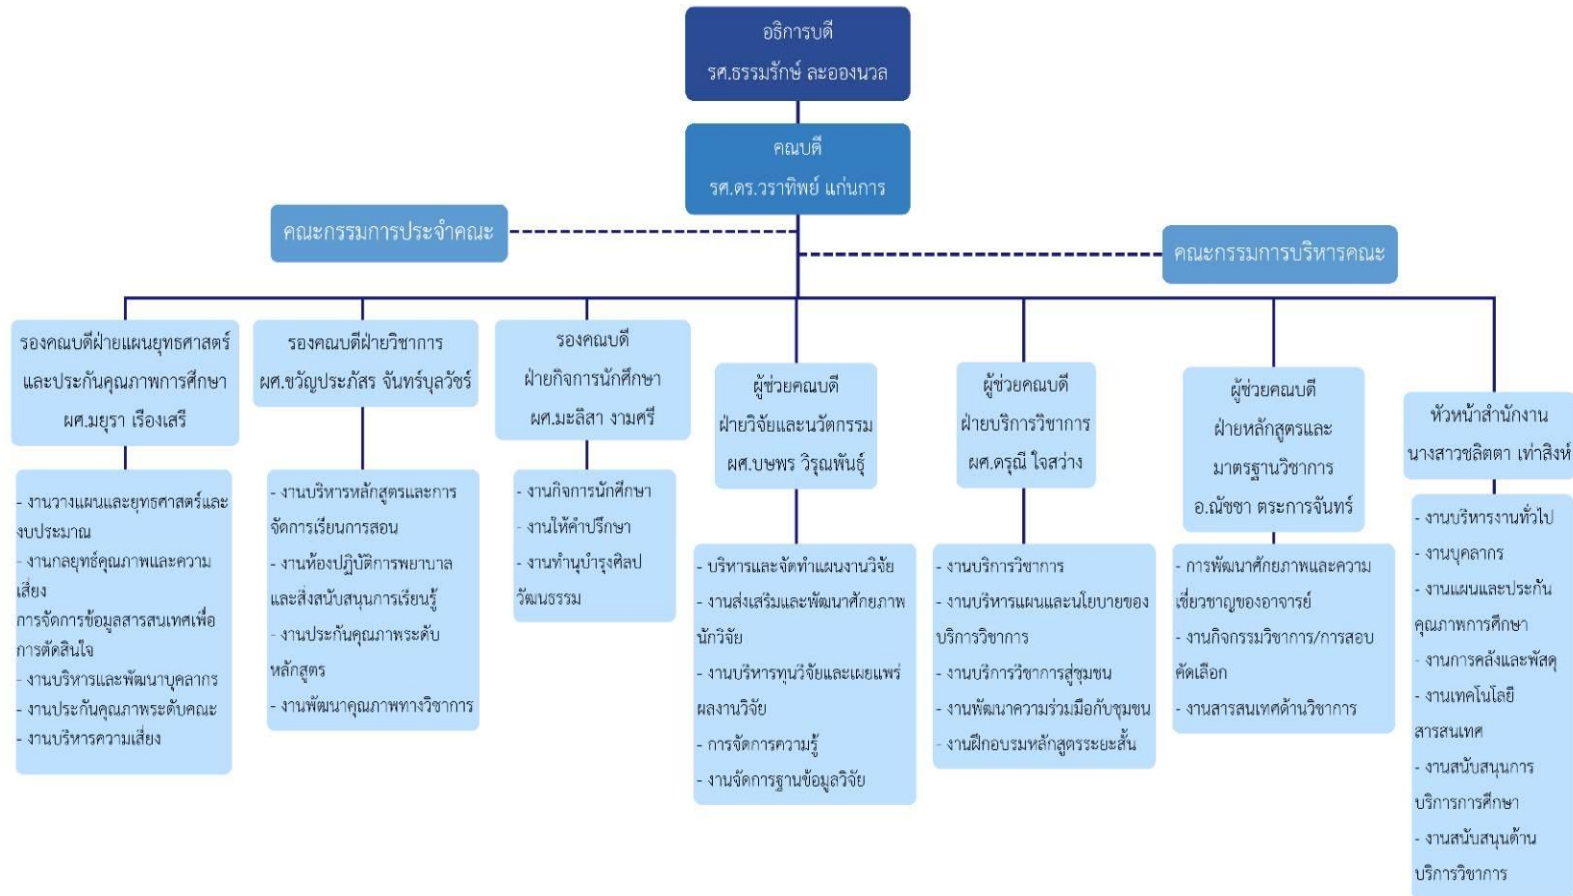 อธิการบดี
รศ.ธรรมรักษ์ ละอองนวล
คณบดี
รศ.ดร.วราทิพย์ แก่นการ
คณะกรรมการประจำคณะ
คณะกรรมการบริหารคณะ
รองคณบดีฝ่ายแผนยุทธศาสตร์
และประกันคุณภาพการศึกษา
ผศ.มยุรา เรืองเสรี
- งานวางแผนและยุทธศาสตร์และ
งบประมาณ
- งานกลยุทธ์คุณภาพและความ
เสี่ยง
การจัดการข้อมูลสารสนเทศเพื่อ
การตัดสินใจ
- งานบริหารและพัฒนาบุคลากร
- งานประกันคุณภาพระดับคณะ
- งานบริหารความเสี่ยง
รองคณบดีฝ่ายวิชาการ
ผศ.ขวัญประภัสร จันทร์บุลวัชร์
- งานบริหารหลักสูตรและการ
จัดการเรียนการสอน
- งานห้องปฏิบัติการพยาบาล
และสิ่งสนับสนุนการเรียนรู้
- งานประกันคุณภาพระดับ
หลักสูตร
- งานพัฒนาคุณภาพทางวิชาการ
รองคณบดี
ฝ่ายกิจการนักศึกษา
ผศ.มะลิสา งามศรี
- งานกิจการนักศึกษา
- งานให้คำปรึกษา
- งานทำนุบำรุงศิลป
วัฒนธรรม
ผู้ช่วยคณบดี
ฝ่ายวิจัยและนวัตกรรม
ผศ.บษพร วิรุณพันธุ์
- บริหารและจัดทำแผนงานวิจัย
- งานส่งเสริมและพัฒนาศักยภาพ
นักวิจัย
- งานบริหารทุนวิจัยและเผยแพร่
ผลงานวิจัย
- การจัดการความรู้
- งานจัดการฐานข้อมูลวิจัย
ผู้ช่วยคณบดี
ฝ่ายบริการวิชาการ
ผศ.ดรุณี ใจสว่าง
- งานบริการวิชาการ
- งานบริหารแผนและนโยบายของ
บริการวิชาการ
- งานบริการวิชาการสู่ชุมชน
- งานพัฒนาความร่วมมือกับชุมชน
- งานฝึกอบรมหลักสูตรระยะสั้น
ผู้ช่วยคณบดี
ฝ่ายหลักสูตรและ
มาตรฐานวิชาการ
อ.ณัชชา ตระการจันทร์
- การพัฒนาศักยภาพและความ
เชี่ยวชาญของอาจารย์
- งานกิจกรรมวิชาการ/การสอบ
คัดเลือก
- งานสารสนเทศด้านวิชาการ
หัวหน้าสำนักงาน
นางสาวชลิตตา เท่าสิงห์
- งานบริหารงานทั่วไป
- งานบุคลากร
- งานแผนและประกัน
คุณภาพการศึกษา
- งานการคลังและพัสดุ
- งานเทคโนโลยี
สารสนเทศ
- งานสนับสนุนการ
บริการการศึกษา
- งานสนับสนุนด้าน
บริการวิชาการ